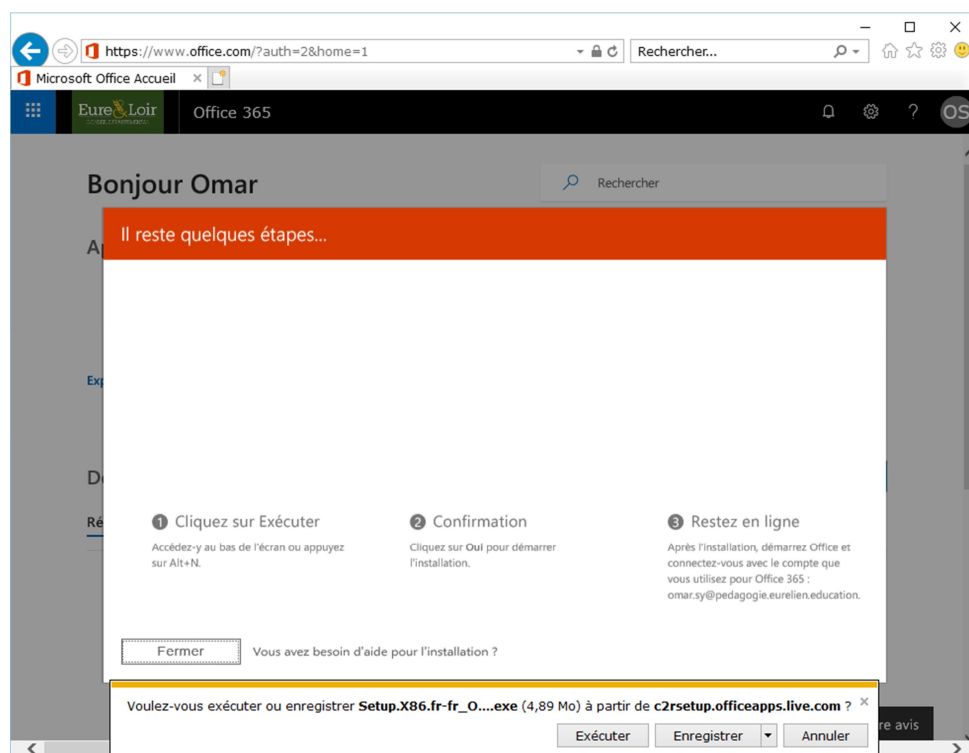 https://www.office.com/?auth=2&home=1
Rechercher...
Microsoft Office Accueil
Eure&Loir
Office 365
?
OS
Bonjour Omar
Rechercher
Il reste quelques étapes...
A
Exp
D
Ré
1 Cliquez sur Exécuter
Accédez-y au bas de l'écran ou appuyez
sur Alt+N.
2 Confirmation
Cliquez sur Oui pour démarrer
l'installation.
3 Restez en ligne
Après l'installation, démarrez Office et
connectez-vous avec le compte que
vous utilisez pour Office 365 :
omar.sy@pedagogie.eurelien.education.
Fermer
Vous avez besoin d'aide pour l'installation ?
Voulez-vous exécuter ou enregistrer Setup.X86.fr-fr_O....exe (4,89 Mo) à partir de c2rsetup.officeapps.live.com ?
re avis
Exécuter
Enregistrer
Annuler